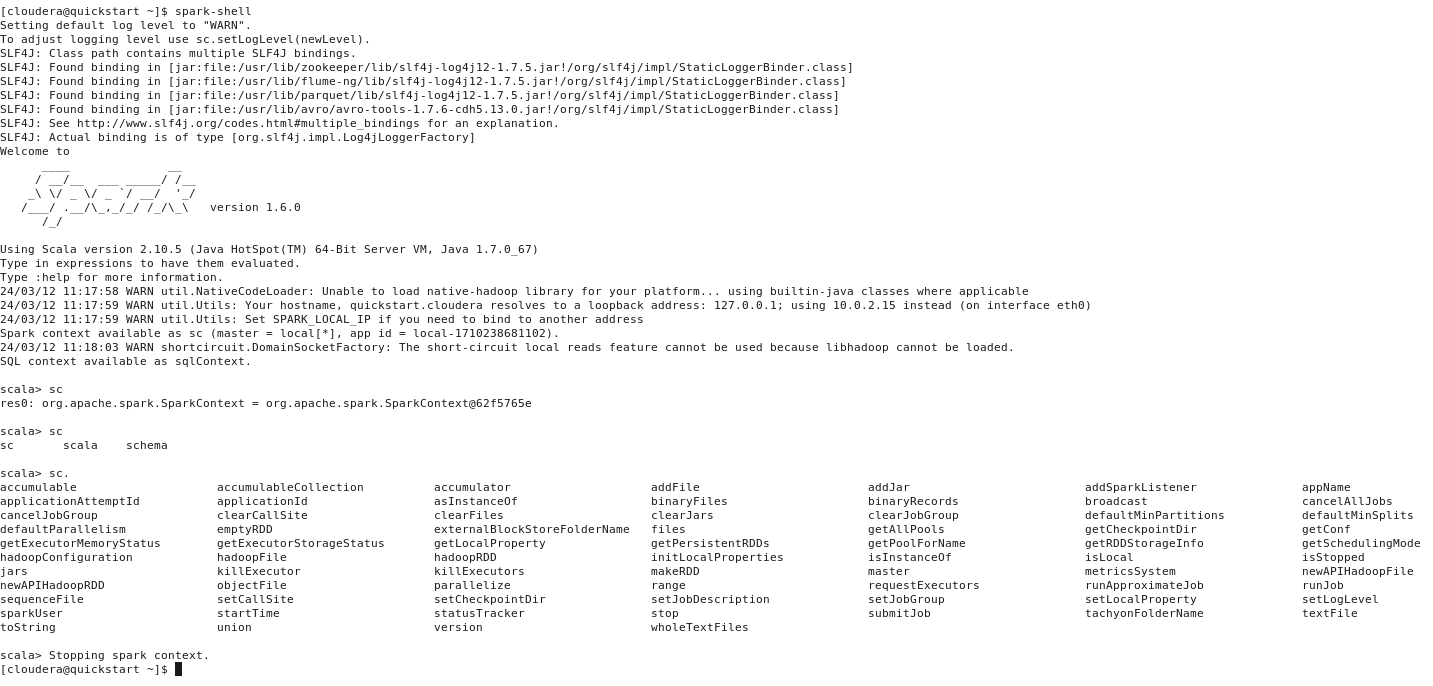 [cloudera@quickstart ~]$ spark-shell
Setting default log level to "WARN".
To adjust logging level use sc.setLogLevel(newLevel).
SLF4J: Class path contains multiple SLF4J bindings.
SLF4J: Found binding in [jar:file:/usr/lib/zookeeper/lib/slf4j-log4j12-1.7.5.jar!/org/slf4j/impl/StaticLoggerBinder.class]
SLF4J: Found binding in [jar:file:/usr/lib/flume-ng/lib/slf4j-log4j12-1.7.5.jar!/org/slf4j/impl/StaticLoggerBinder.class]
SLF4J: Found binding in [jar:file:/usr/lib/parquet/lib/slf4j-log4j12-1.7.5.jar!/org/slf4j/impl/StaticLoggerBinder.class]
SLF4J: Found binding in [jar:file:/usr/lib/avro/avro-tools-1.7.6-cdh5.13.0.jar!/org/slf4j/impl/StaticLoggerBinder.class]
SLF4J: See http://www.slf4j.org/codes.html#multiple_bindings for an explanation.
SLF4J: Actual binding is of type [org.slf4j.impl.Log4jLoggerFactory]
Welcome to
      ____              __
     / __/__  ___ _____/ /__
    _\ \/ _ \/ _ `/ __/  '_/
   /___/ .__/\_,_/_/ /_/\_\   version 1.6.0
      /_/

Using Scala version 2.10.5 (Java HotSpot(TM) 64-Bit Server VM, Java 1.7.0_67)
Type in expressions to have them evaluated.
Type :help for more information.
24/03/12 11:17:58 WARN util.NativeCodeLoader: Unable to load native-hadoop library for your platform... using builtin-java classes where applicable
24/03/12 11:17:59 WARN util.Utils: Your hostname, quickstart.cloudera resolves to a loopback address: 127.0.0.1; using 10.0.2.15 instead (on interface eth0)
24/03/12 11:17:59 WARN util.Utils: Set SPARK_LOCAL_IP if you need to bind to another address
Spark context available as sc (master = local[*], app id = local-1710238681102).
24/03/12 11:18:03 WARN shortcircuit.DomainSocketFactory: The short-circuit local reads feature cannot be used because libhadoop cannot be loaded.
SQL context available as sqlContext.

scala> sc
res0: org.apache.spark.SparkContext = org.apache.spark.SparkContext@62f5765e

scala> sc
sc       scala    schema

scala> sc.
accumulable accumulableCollection accumulator addFile addJar addSparkListener appName
applicationAttemptId applicationId asInstanceOf binaryFiles binaryRecords broadcast cancelAllJobs
cancelJobGroup clearCallSite clearFiles clearJars clearJobGroup defaultMinPartitions defaultMinSplits
defaultParallelism emptyRDD externalBlockStoreFolderName files getAllPools getCheckpointDir getConf
getExecutorMemoryStatus getExecutorStorageStatus getLocalProperty getPersistentRDDs getPoolForName getRDDStorageInfo getSchedulingMode
hadoopConfiguration hadoopFile hadoopRDD initLocalProperties isInstanceOf isLocal isStopped
jars killExecutor killExecutors makeRDD master metricsSystem newAPIHadoopFile
newAPIHadoopRDD objectFile parallelize range requestExecutors runApproximateJob runJob
sequenceFile setCallSite setCheckpointDir setJobDescription setJobGroup setLocalProperty setLogLevel
sparkUser startTime statusTracker stop submitJob tachyonFolderName textFile
toString union version wholeTextFiles

scala> Stopping spark context.
[cloudera@quickstart ~]$